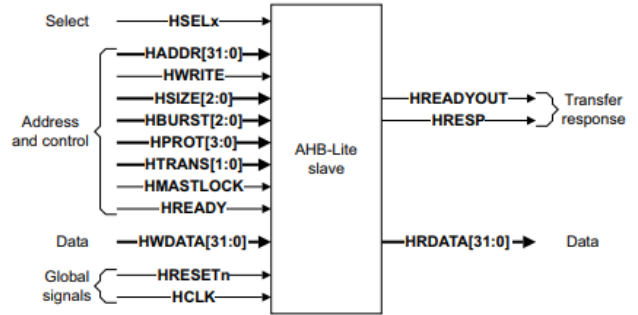 Select
HSELx
HADDR[31:0]
HWRITE
HSIZE[2:0]
HBURST[2:0]
HPROT[3:0]
HTRANS[1:0]
HMASTLOCK
HREADY
Address
and control
Data
HWDATA[31:0]
Global
signals
HRESETn
HCLK
AHB-Lite
slave
HREADYOUT
HRESP
Transfer
response
HRDATA[31:0]
Data